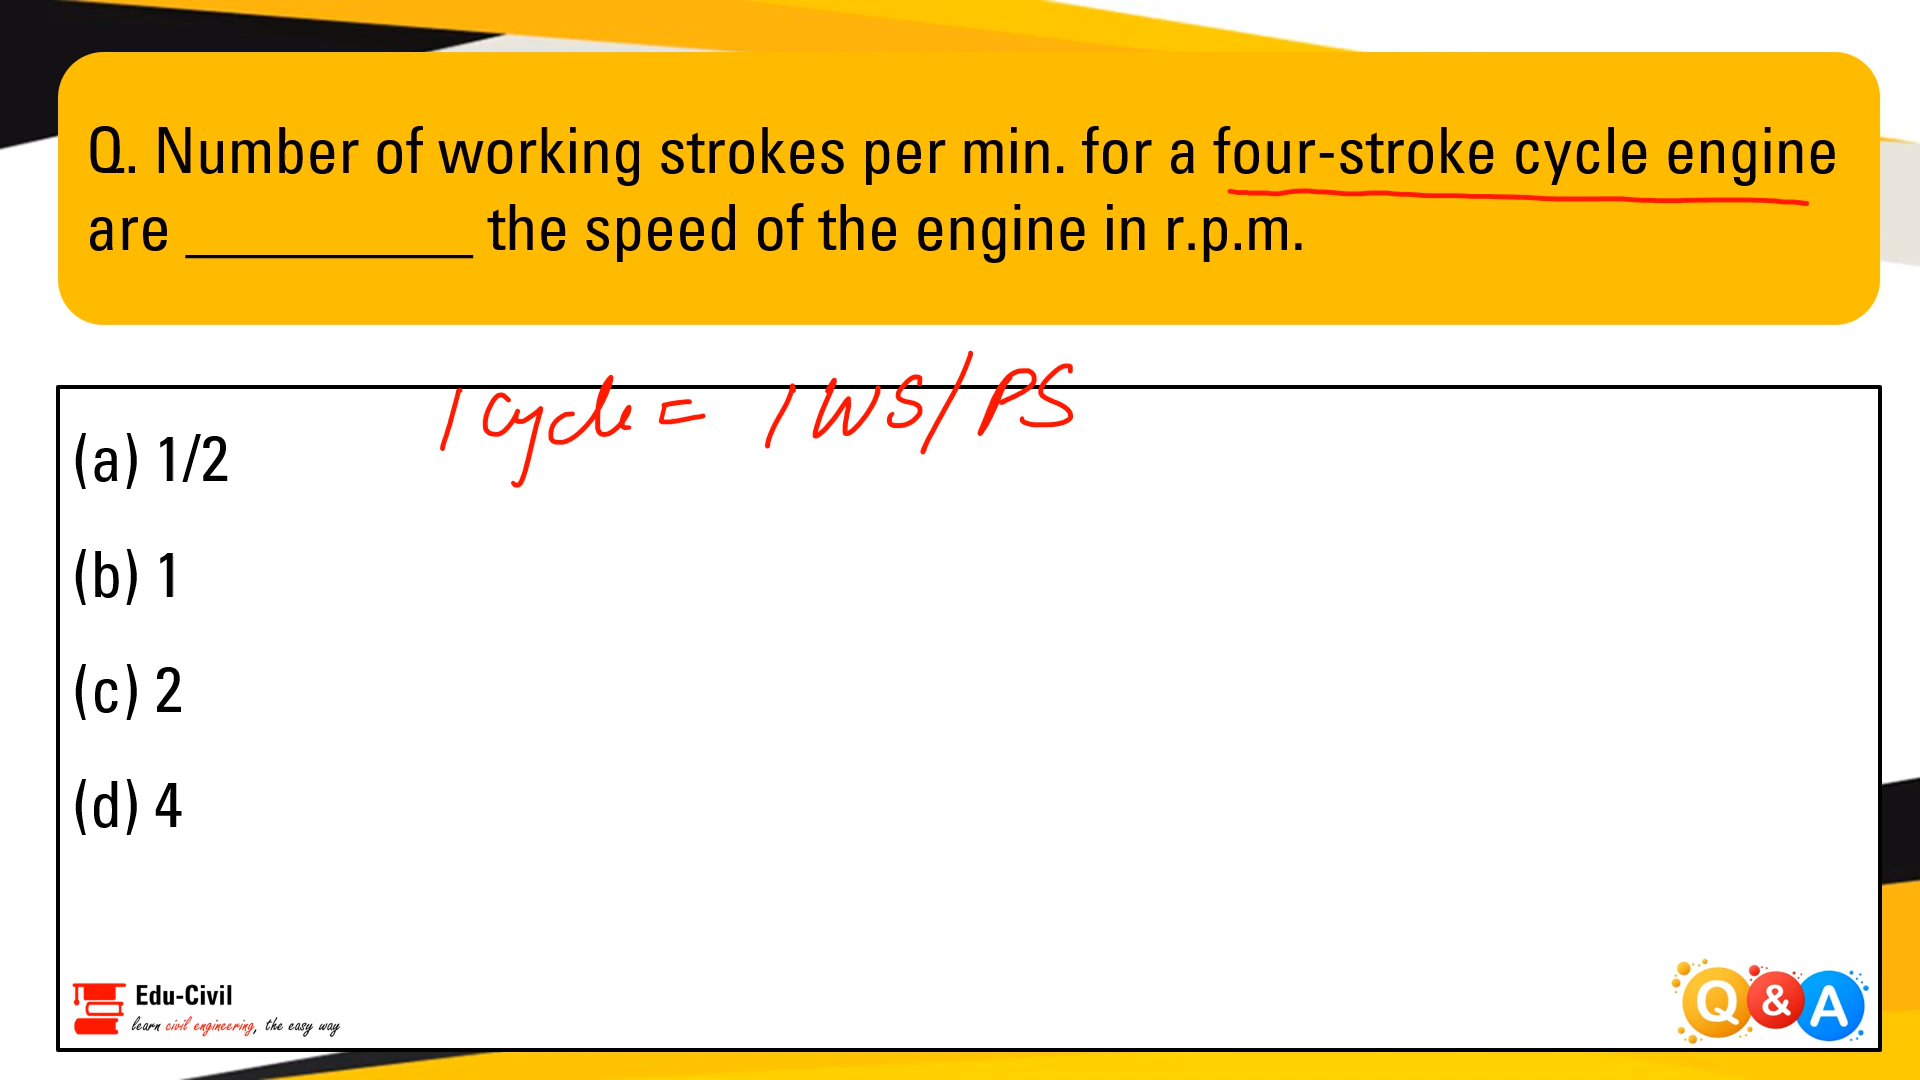 Q. Number of working strokes per min. for a four-stroke cycle engine
are __________ the speed of the engine in r.p.m.
1 cycle = 1 WS/PS
(a) 1/2
(b) 1
(c) 2
(d) 4
Edu-Civil
learn civil engineering, the easy way
Q & A